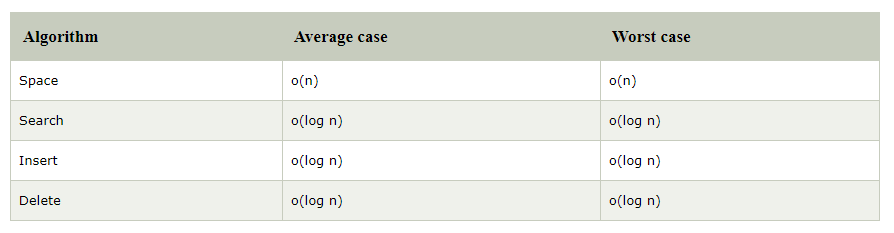 Algorithm Average case Worst case
Space o(n) o(n)
Search o(log n) o(log n)
Insert o(log n) o(log n)
Delete o(log n) o(log n)